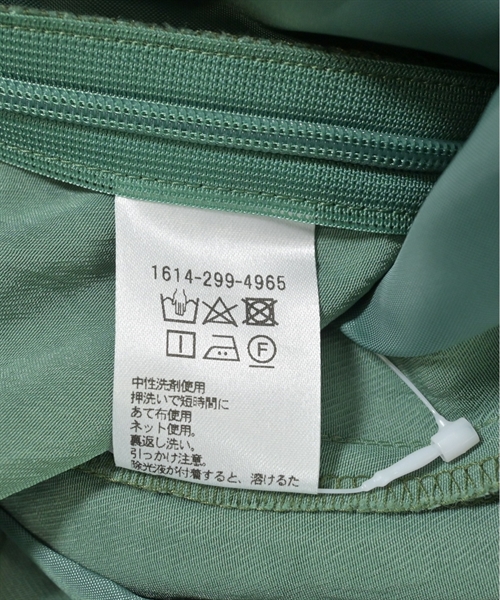 1614-299-4965
F
中性洗剤使用
押洗いで短時間に
あて布使用
ネット使用。
裏返し洗い。
引っかけ注意。
除光液が付着すると、溶けるた